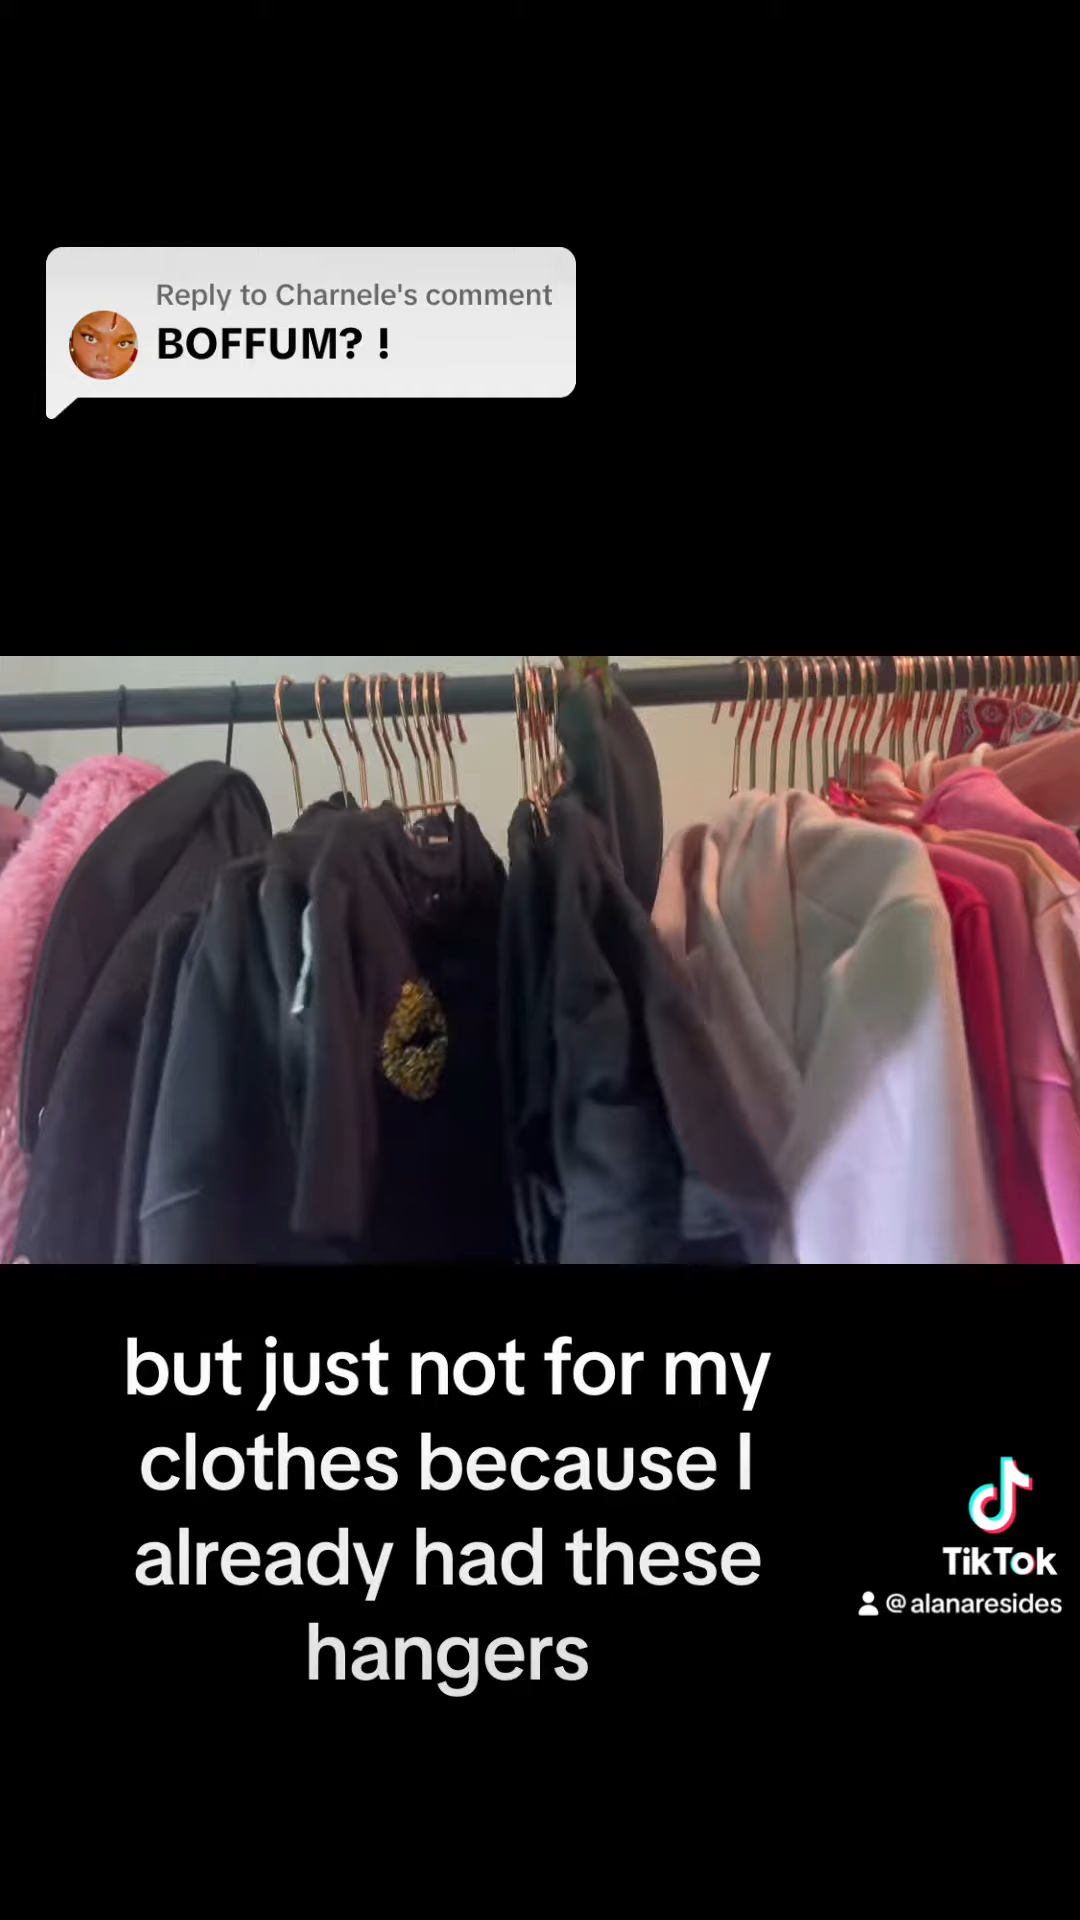 Reply to Charnele's comment
BOFFUM? !
but just not for my
clothes because I
already had these
hangers
TikTok
@alanaresides